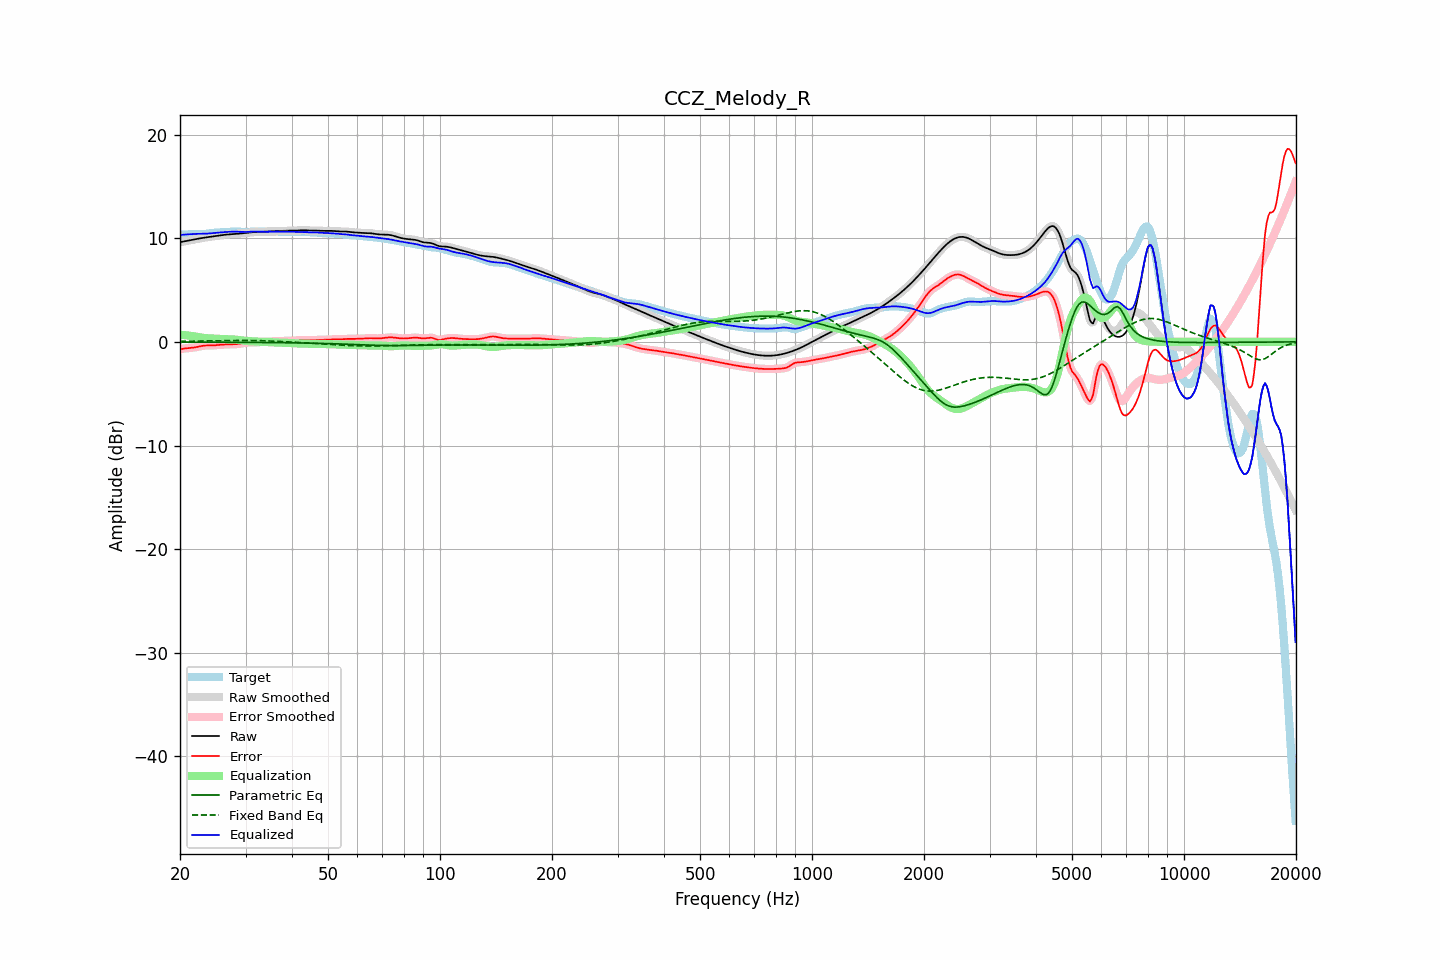 CCZ_Melody_R
Amplitude (dBr)
20
10
0
−10
−20
−30
−40
Target
Raw Smoothed
Error Smoothed
Raw
Error
Equalization
Parametric Eq
Fixed Band Eq
Equalized
20 50 100 200 500 1000 2000 5000 10000 20000
Frequency (Hz)